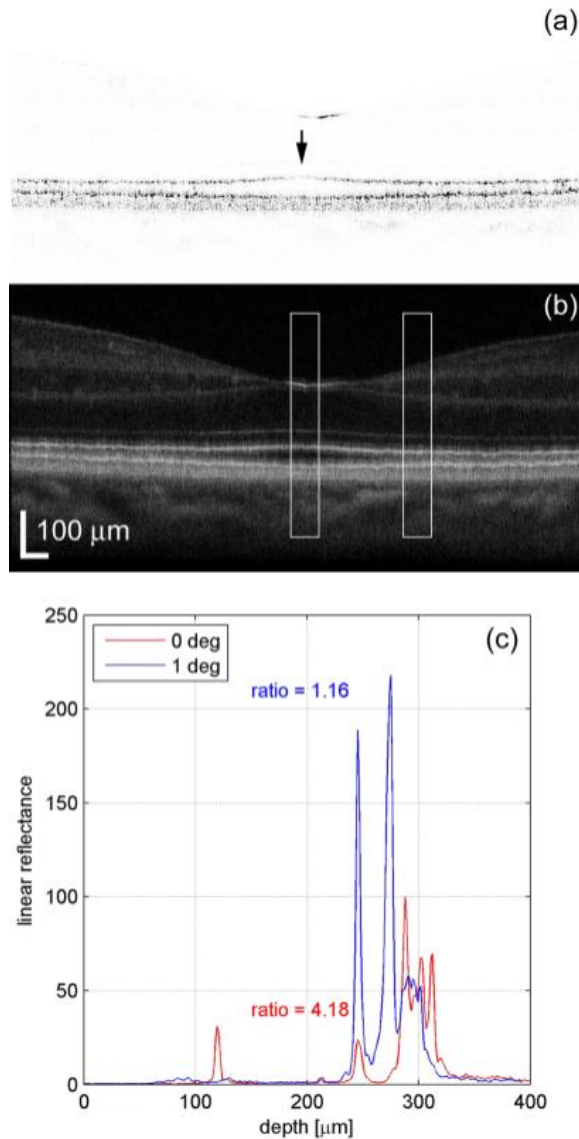 (a)
(b)
100 μm
250
200
150
100
50
0
linear reflectance
0 deg
1 deg
(c)
ratio = 1.16
ratio = 4.18
0
100
200
300
400
depth [μm]